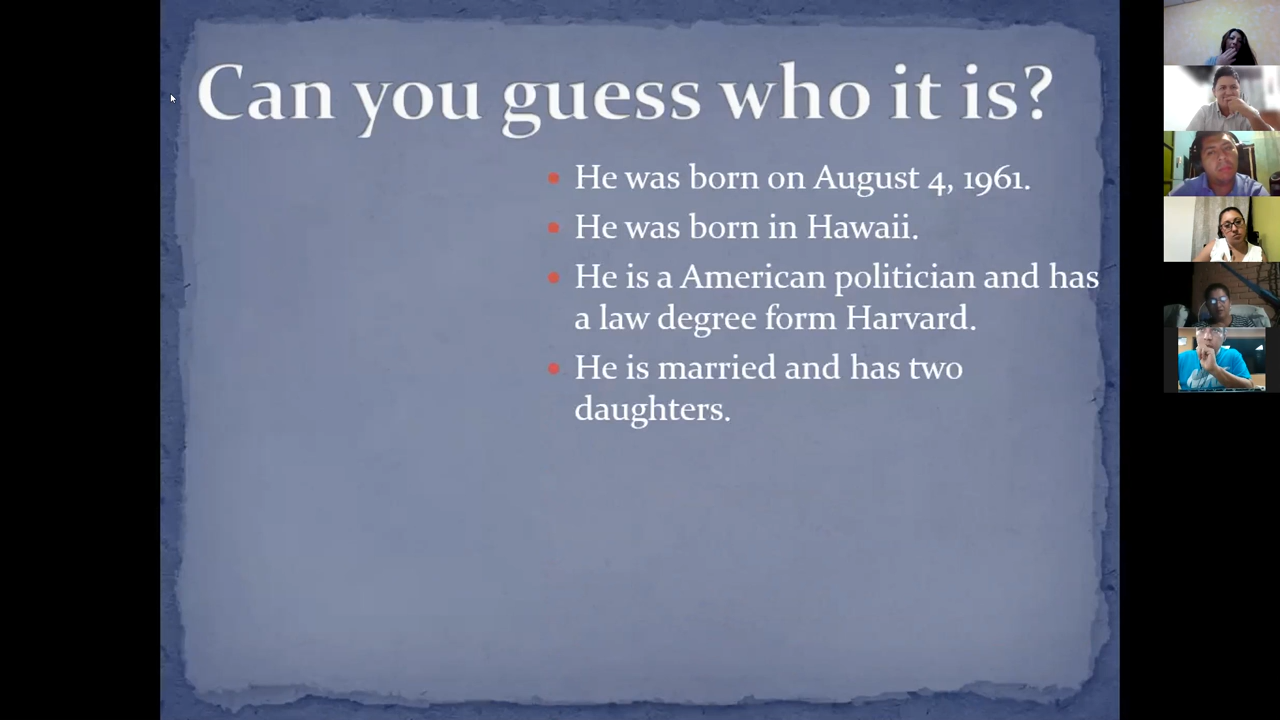 Can you guess who it is?
He was born on August 4, 1961.
He was born in Hawaii.
He is a American politician and has
a law degree form Harvard.
He is married and has two
daughters.